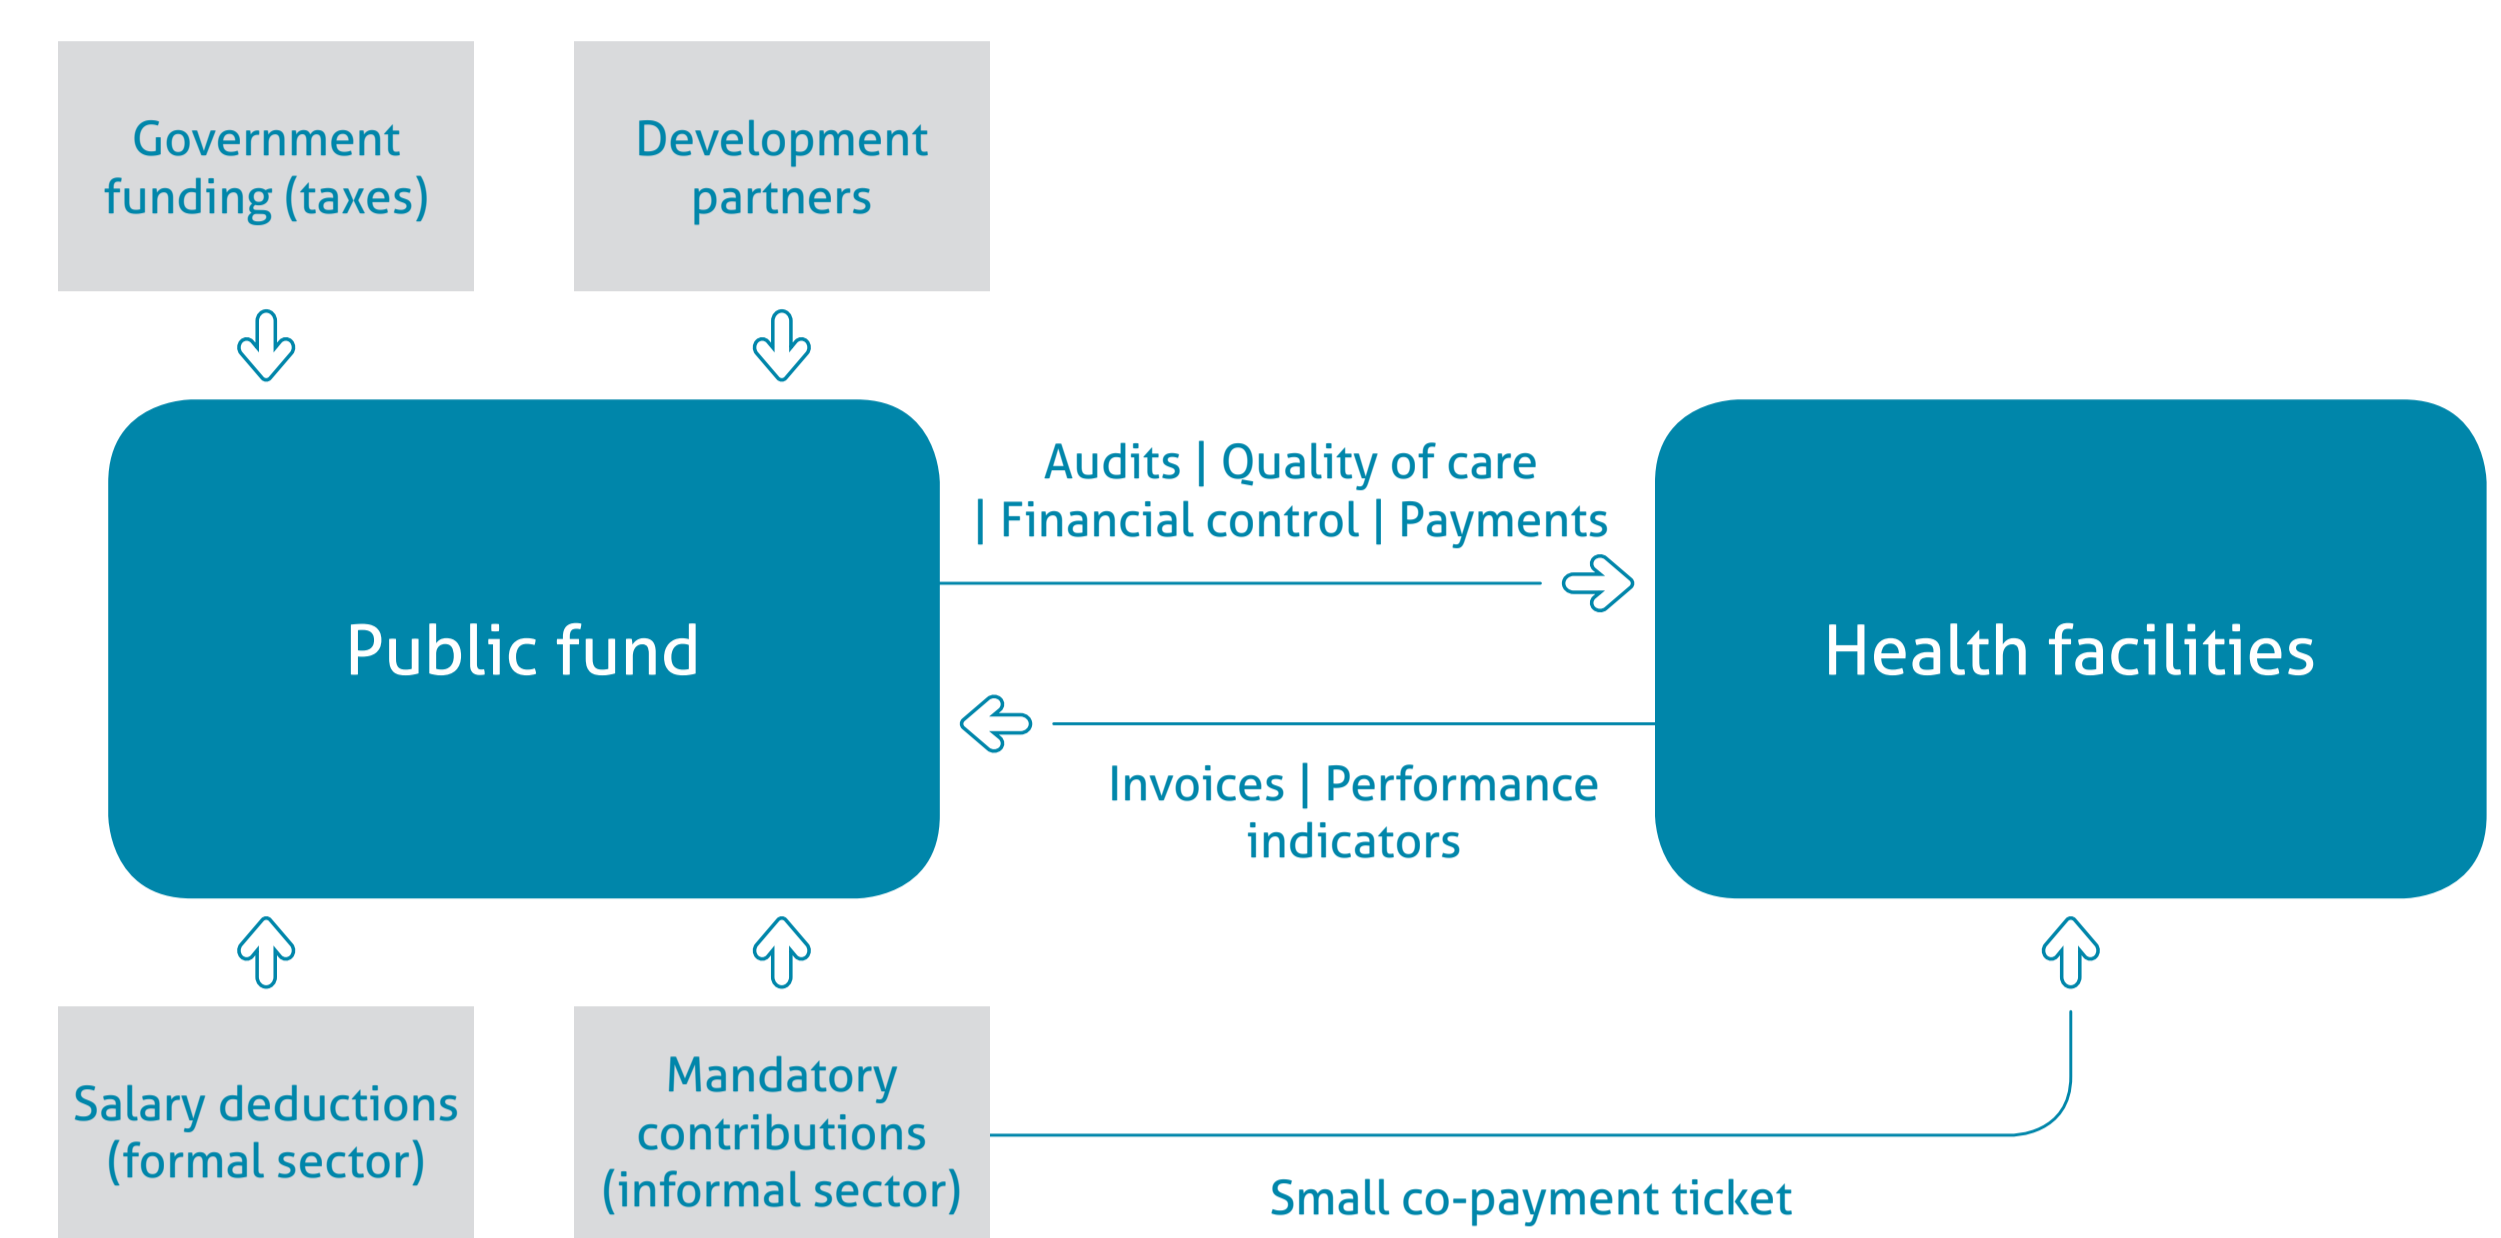 Government
funding (taxes)
Development
partners
Audits | Quality of care
| Financial control | Payments
Public fund
Health facilities
Invoices | Performance
indicators
Salary deductions
(formal sector)
Mandatory
contributions
(informal sector)
Small co-payment ticket